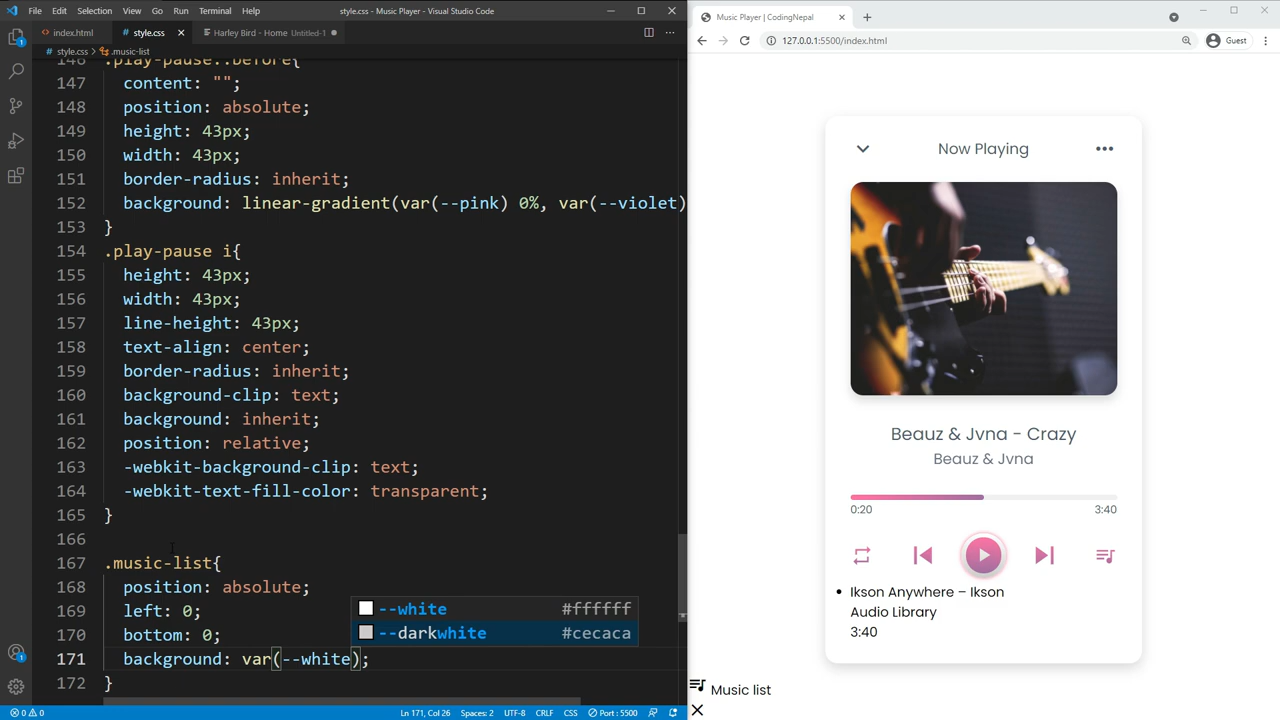 File Edit Selection View Go Run Terminal Help style.css - Music Player - Visual Studio Code
index.html style.css Harley Bird - Home Untitled-1
style.css > .music-list
146 .play-pause::before{
147 content: "";
148 position: absolute;
149 height: 43px;
150 width: 43px;
151 border-radius: inherit;
152 background: linear-gradient(var(--pink) 0%, var(--violet)
153 }
154 .play-pause i{
155 height: 43px;
156 width: 43px;
157 line-height: 43px;
158 text-align: center;
159 border-radius: inherit;
160 background-clip: text;
161 background: inherit;
162 position: relative;
163 -webkit-background-clip: text;
164 -webkit-text-fill-color: transparent;
165 }
166
167 .music-list{
168 position: absolute;
169 left: 0;
170 bottom: 0;
171 background: var(--white);
172 }
--white #ffffff
--darkwhite #cecaca
0 0 Ln 171, Col 26 Spaces: 2 UTF-8 CRLF CSS Port : 5500
Music Player | CodingNepal
127.0.0.1:5500/index.html Guest
Now Playing
Beauz & Jvna - Crazy
Beauz & Jvna
0:20 3:40
Ikson Anywhere – Ikson
Audio Library
3:40
Music list